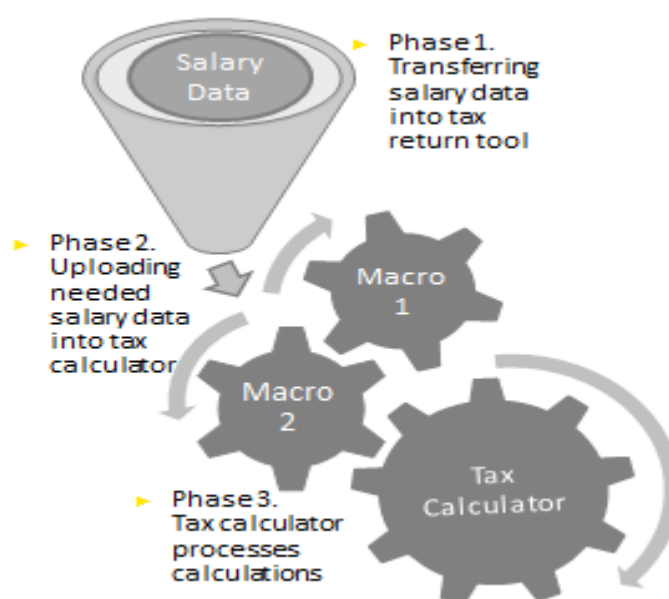 Salary
Data
Phase 1.
Transferring
salary data
into tax
return tool
Phase 2.
Uploading
needed
salary data
into tax
calculator
Macro
1
Macro
2
Tax
Calculator
Phase 3.
Tax calculator
processes
calculations